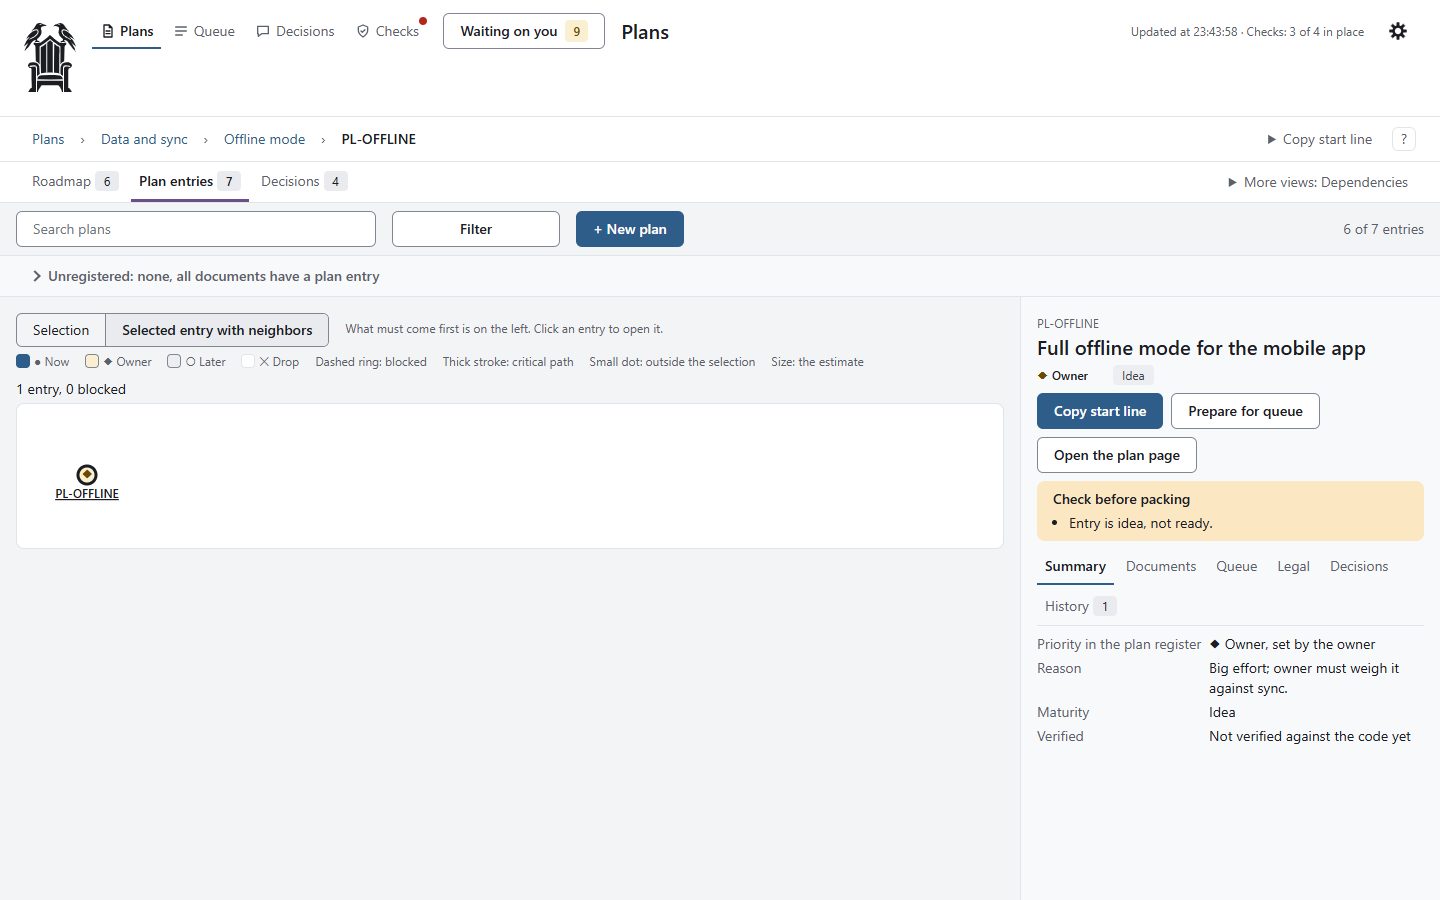 Plans
Queue
Decisions
Checks
Waiting on you 9
Plans
Updated at 23:43:58 · Checks: 3 of 4 in place
Plans › Data and sync › Offline mode › PL-OFFLINE
Copy start line
?
Roadmap 6
Plan entries 7
Decisions 4
More views: Dependencies
Search plans
Filter
+ New plan
6 of 7 entries
Unregistered: none, all documents have a plan entry
Selection
Selected entry with neighbors
What must come first is on the left. Click an entry to open it.
Now
Owner
Later
Drop
Dashed ring: blocked
Thick stroke: critical path
Small dot: outside the selection
Size: the estimate
1 entry, 0 blocked
PL-OFFLINE
PL-OFFLINE
Full offline mode for the mobile app
Owner
Idea
Copy start line
Prepare for queue
Open the plan page
Check before packing
• Entry is idea, not ready.
Summary
Documents
Queue
Legal
Decisions
History 1
Priority in the plan register ◆ Owner, set by the owner
Reason Big effort; owner must weigh it
against sync.
Maturity Idea
Verified Not verified against the code yet